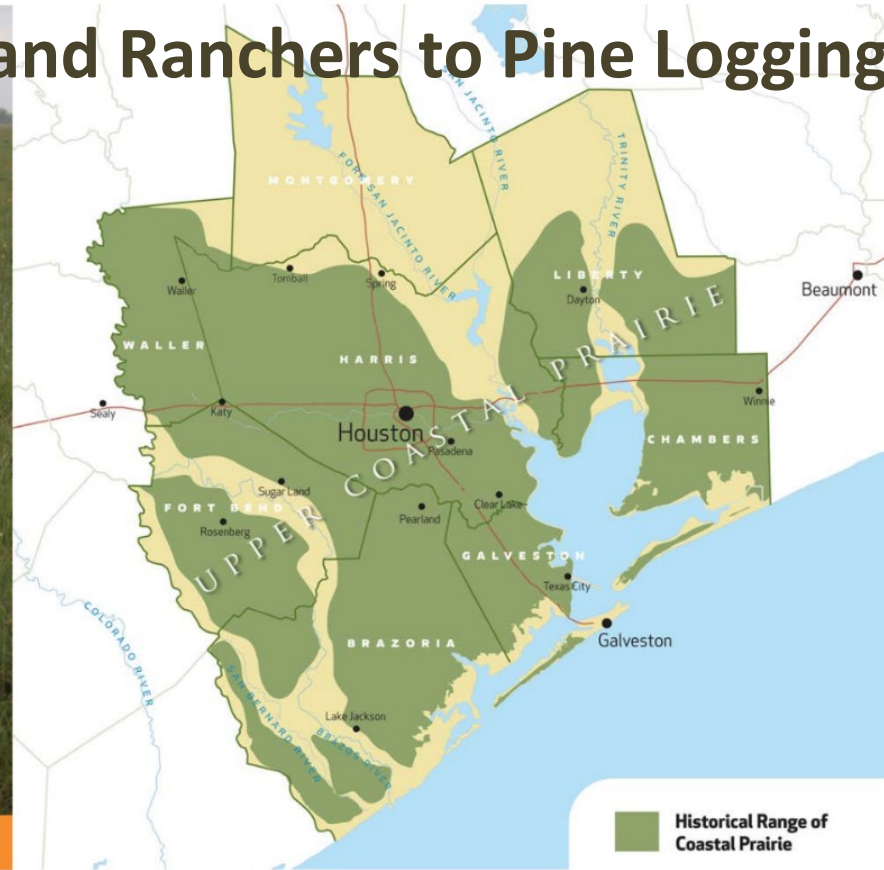 and Ranchers to Pine Logging
SAN JACINTO RIVER
TRINITY RIVER
FORK SAN JACINTO RIVER
MONTGOMERY
LIBERTY
Dayton
Beaumont
Waller
Tomball
Spring
WALLER
HARRIS
UPPER COASTAL PRAIRIE
Sealy
Katy
Winnie
Houston
Pasadena
CHAMBERS
Sugar Land
FORT BEND
Rosenberg
Pearland
Clear Lake
GALVESTON
Texas City
COLORADO RIVER
BRAZORIA
Galveston
SAN BERNARD RIVER
Lake Jackson
BRAZOS RIVER
Historical Range of
Coastal Prairie